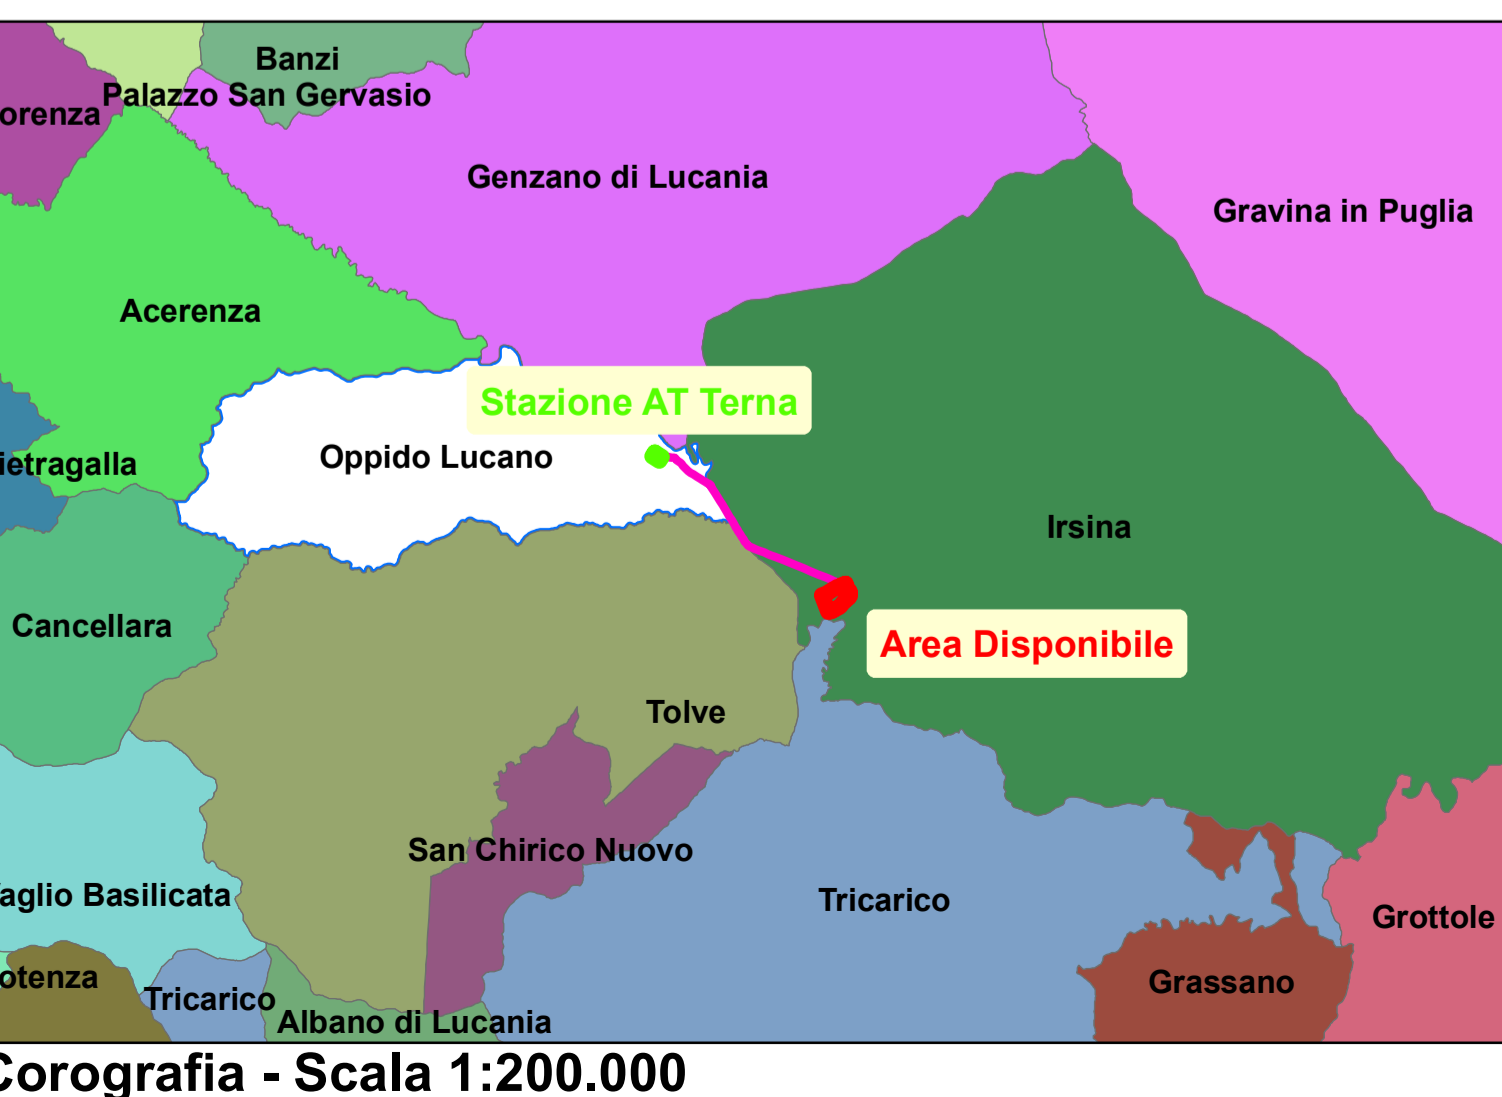 Banzi
Palazzo San Gervasio
orenza
Genzano di Lucania
Gravina in Puglia
Acerenza
Stazione AT Terna
Oppido Lucano
ietragalla
Irsina
Cancellara
Area Disponibile
Tolve
San Chirico Nuovo
aglio Basilicata
Tricarico
Grottole
otenza
Grassano
Tricarico
Albano di Lucania
Corografia - Scala 1:200.000